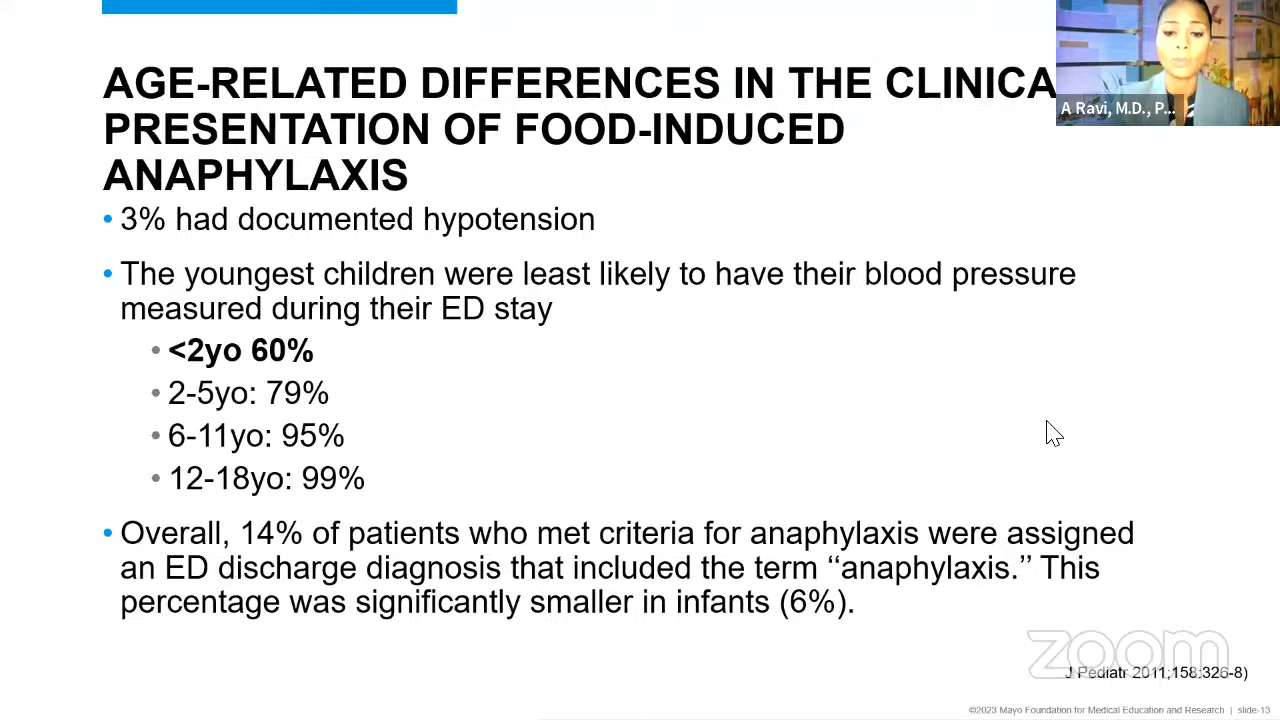 AGE-RELATED DIFFERENCES IN THE CLINICA
PRESENTATION OF FOOD-INDUCED
ANAPHYLAXIS
• 3% had documented hypotension
• The youngest children were least likely to have their blood pressure
measured during their ED stay
• <2yo 60%
• 2-5yo: 79%
• 6-11yo: 95%
• 12-18yo: 99%
• Overall, 14% of patients who met criteria for anaphylaxis were assigned
an ED discharge diagnosis that included the term ‘‘anaphylaxis.’’ This
percentage was significantly smaller in infants (6%).
A Ravi, M.D., P...
zoom
J Pediatr 2011;158:326-8)
©2023 Mayo Foundation for Medical Education and Research | slide-13